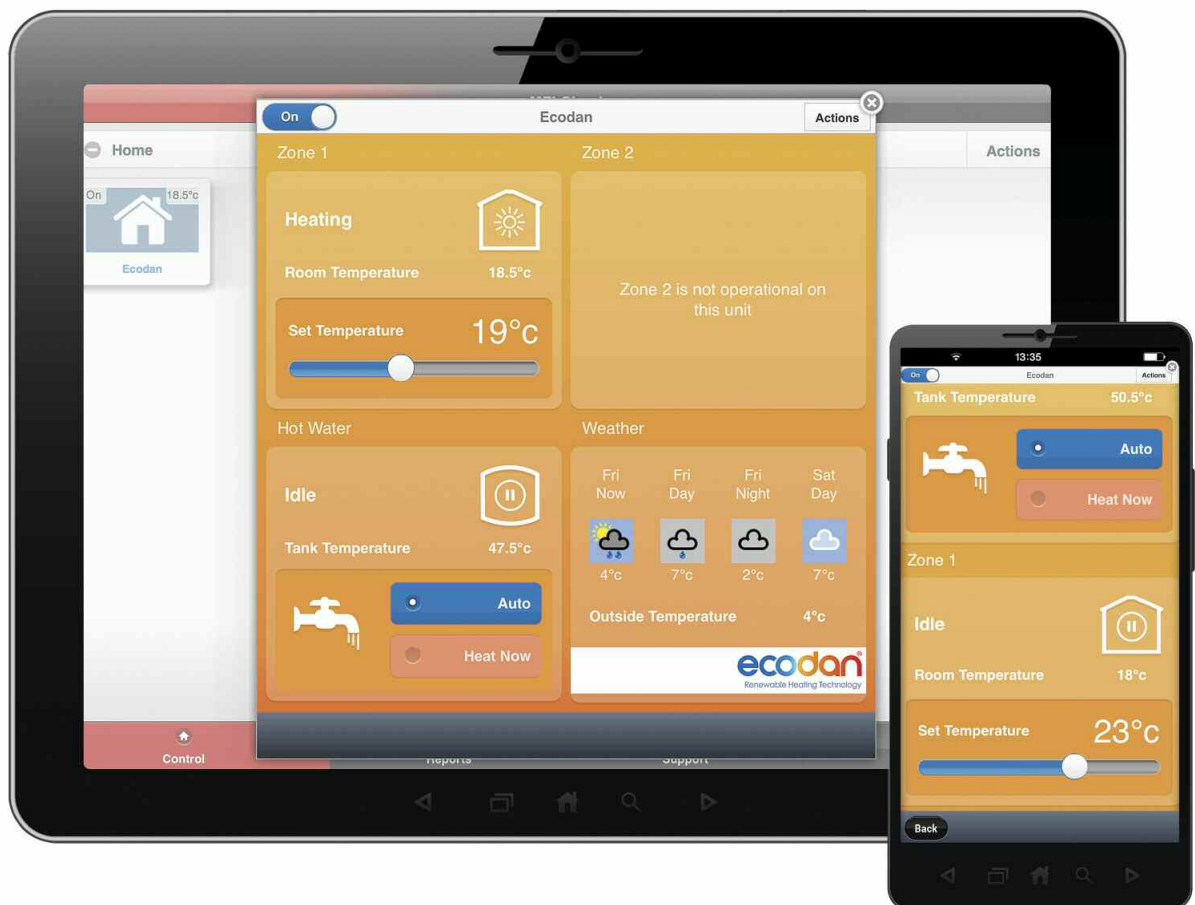 On
Ecodan
Actions
Home
Actions
On
18.5°c
Ecodan
Zone 1
Heating
Room Temperature
18.5°c
Set Temperature
19°c
Zone 2
Zone 2 is not operational on
this unit
Hot Water
Idle
Tank Temperature
47.5°c
Auto
Heat Now
Weather
Fri
Now
Fri
Day
Fri
Night
Sat
Day
4°c
7°c
2°c
7°c
Outside Temperature
4°c
ecodan
Renewable Heating Technology
Control
Reports
Support
13:35
On
Ecodan
Actions
Tank Temperature
50.5°c
Auto
Heat Now
Zone 1
Idle
Room Temperature
18°c
Set Temperature
23°c
Back